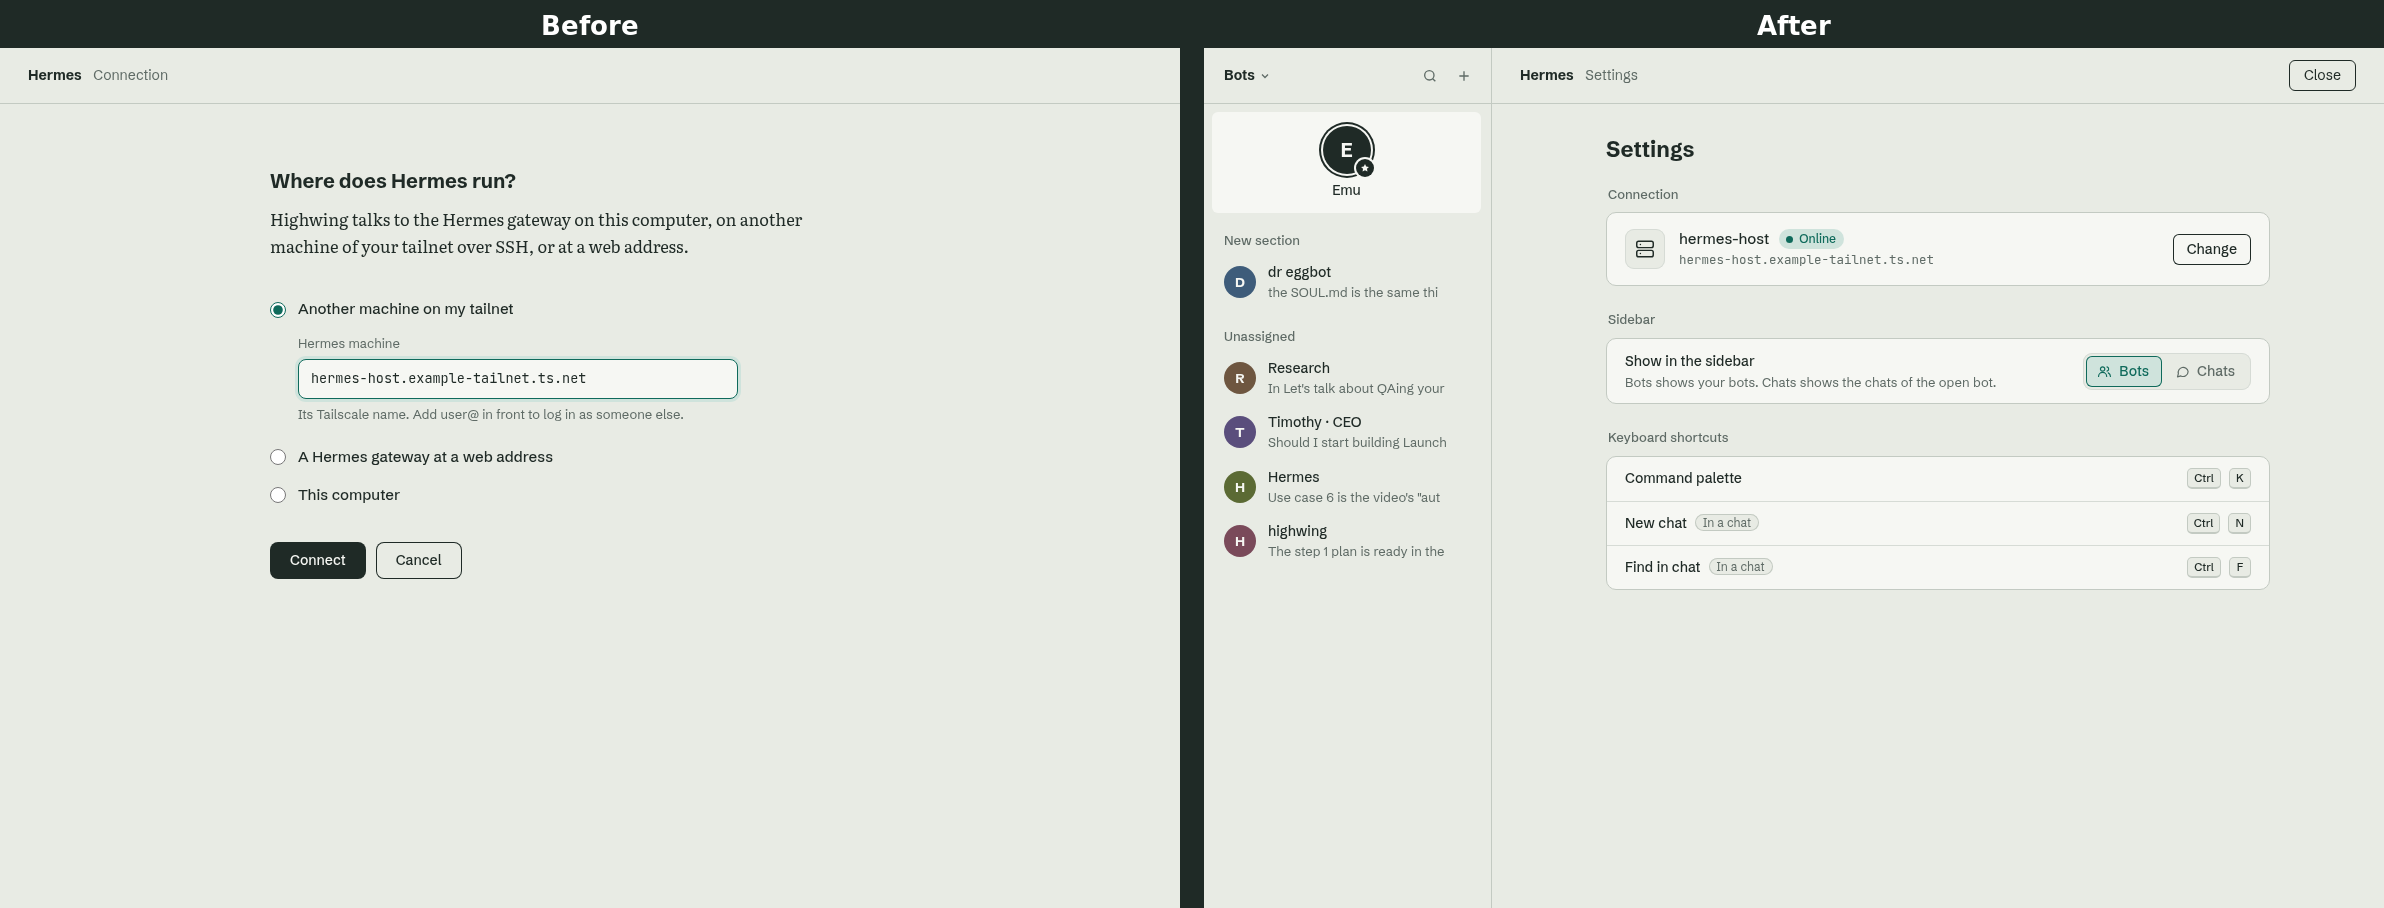 Before
After
Hermes Connection
Where does Hermes run?
Highwing talks to the Hermes gateway on this computer, on another
machine of your tailnet over SSH, or at a web address.
Another machine on my tailnet
Hermes machine
hermes-host.example-tailnet.ts.net
Its Tailscale name. Add user@ in front to log in as someone else.
A Hermes gateway at a web address
This computer
Connect Cancel
Bots
E
Emu
New section
D
dr eggbot
the SOUL.md is the same thi
Unassigned
R
Research
In Let's talk about QAing your
T
Timothy · CEO
Should I start building Launch
H
Hermes
Use case 6 is the video's "aut
H
highwing
The step 1 plan is ready in the
Hermes Settings
Close
Settings
Connection
hermes-host Online
hermes-host.example-tailnet.ts.net
Change
Sidebar
Show in the sidebar
Bots shows your bots. Chats shows the chats of the open bot.
Bots Chats
Keyboard shortcuts
Command palette Ctrl K
New chat In a chat Ctrl N
Find in chat In a chat Ctrl F